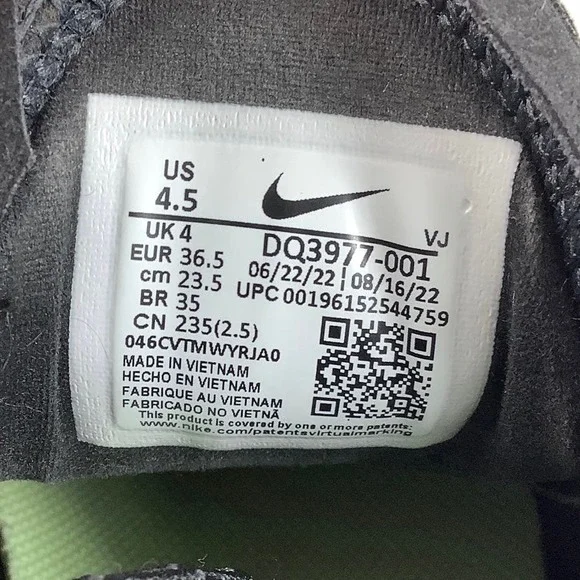 US
4.5
VJ
UK 4
DQ3977-001
EUR 36.5
06/22/22 | 08/16/22
cm 23.5
UPC 00196152544759
BR 35
CN 235(2.5)
046CVTMWYRJA0
MADE IN VIETNAM
HECHO EN VIETNAM
FABRIQUE AU VIETNAM
FABRICADO NO VIETNÃ
This product is covered by one or more
www.nike.com/patentsvirtualmarking